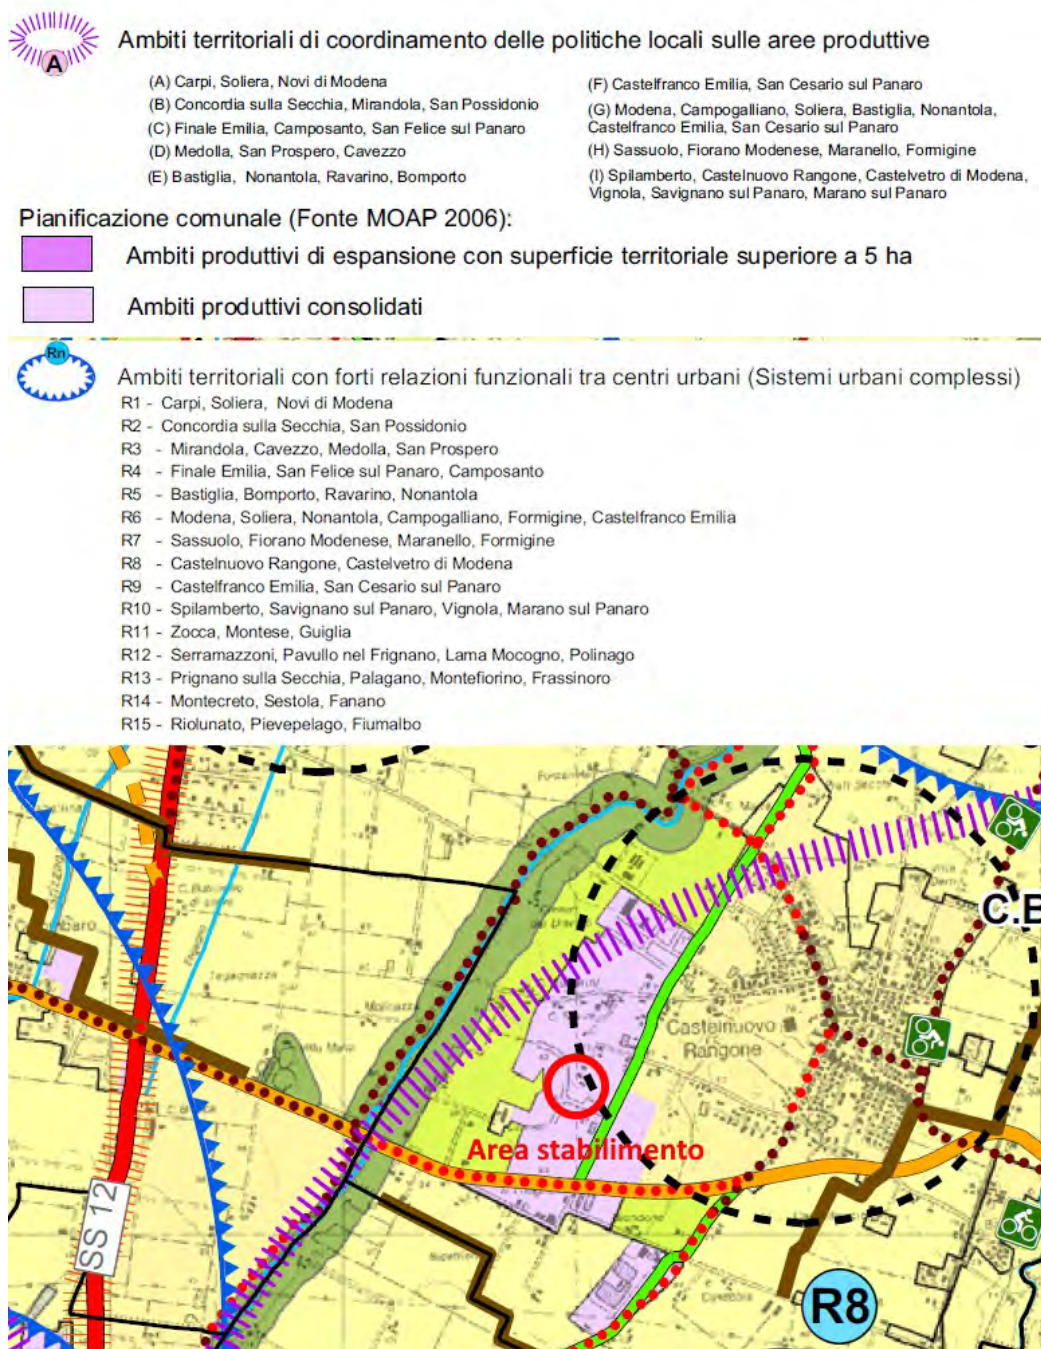 A
Ambiti territoriali di coordinamento delle politiche locali sulle aree produttive
(A) Carpi, Soliera, Novi di Modena
(B) Concordia sulla Secchia, Mirandola, San Possidonio
(C) Finale Emilia, Camposanto, San Felice sul Panaro
(D) Medolla, San Prospero, Cavezzo
(E) Bastiglia, Nonantola, Ravarino, Bomporto
(F) Castelfranco Emilia, San Cesario sul Panaro
(G) Modena, Campogalliano, Soliera, Bastiglia, Nonantola,
Castelfranco Emilia, San Cesario sul Panaro
(H) Sassuolo, Fiorano Modenese, Maranello, Formigine
(I) Spilamberto, Castelnuovo Rangone, Castelvetro di Modena,
Vignola, Savignano sul Panaro, Marano sul Panaro
Pianificazione comunale (Fonte MOAP 2006):
Ambiti produttivi di espansione con superficie territoriale superiore a 5 ha
Ambiti produttivi consolidati
Rn
Ambiti territoriali con forti relazioni funzionali tra centri urbani (Sistemi urbani complessi)
R1 - Carpi, Soliera, Novi di Modena
R2 - Concordia sulla Secchia, San Possidonio
R3 - Mirandola, Cavezzo, Medolla, San Prospero
R4 - Finale Emilia, San Felice sul Panaro, Camposanto
R5 - Bastiglia, Bomporto, Ravarino, Nonantola
R6 - Modena, Soliera, Nonantola, Campogalliano, Formigine, Castelfranco Emilia
R7 - Sassuolo, Fiorano Modenese, Maranello, Formigine
R8 - Castelnuovo Rangone, Castelvetro di Modena
R9 - Castelfranco Emilia, San Cesario sul Panaro
R10 - Spilamberto, Savignano sul Panaro, Vignola, Marano sul Panaro
R11 - Zocca, Montese, Guiglia
R12 - Serramazzoni, Pavullo nel Frignano, Lama Mocogno, Polinago
R13 - Prignano sulla Secchia, Palagano, Montefiorino, Frassinoro
R14 - Montecreto, Sestola, Fanano
R15 - Riolunato, Pievepelago, Fiumalbo
C.B
Castelnuovo
Rangone
Area stabilimento
SS 12
R8